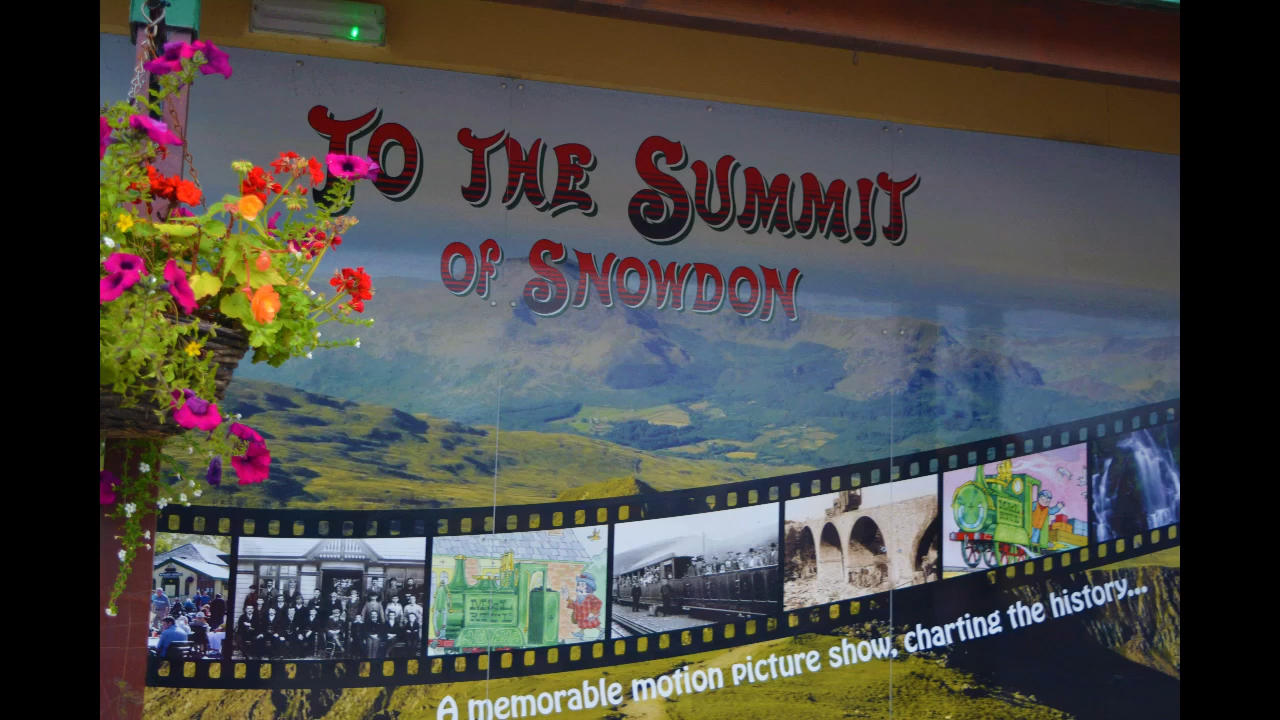 To the Summit
of Snowdon
A memorable motion picture show, charting the history...